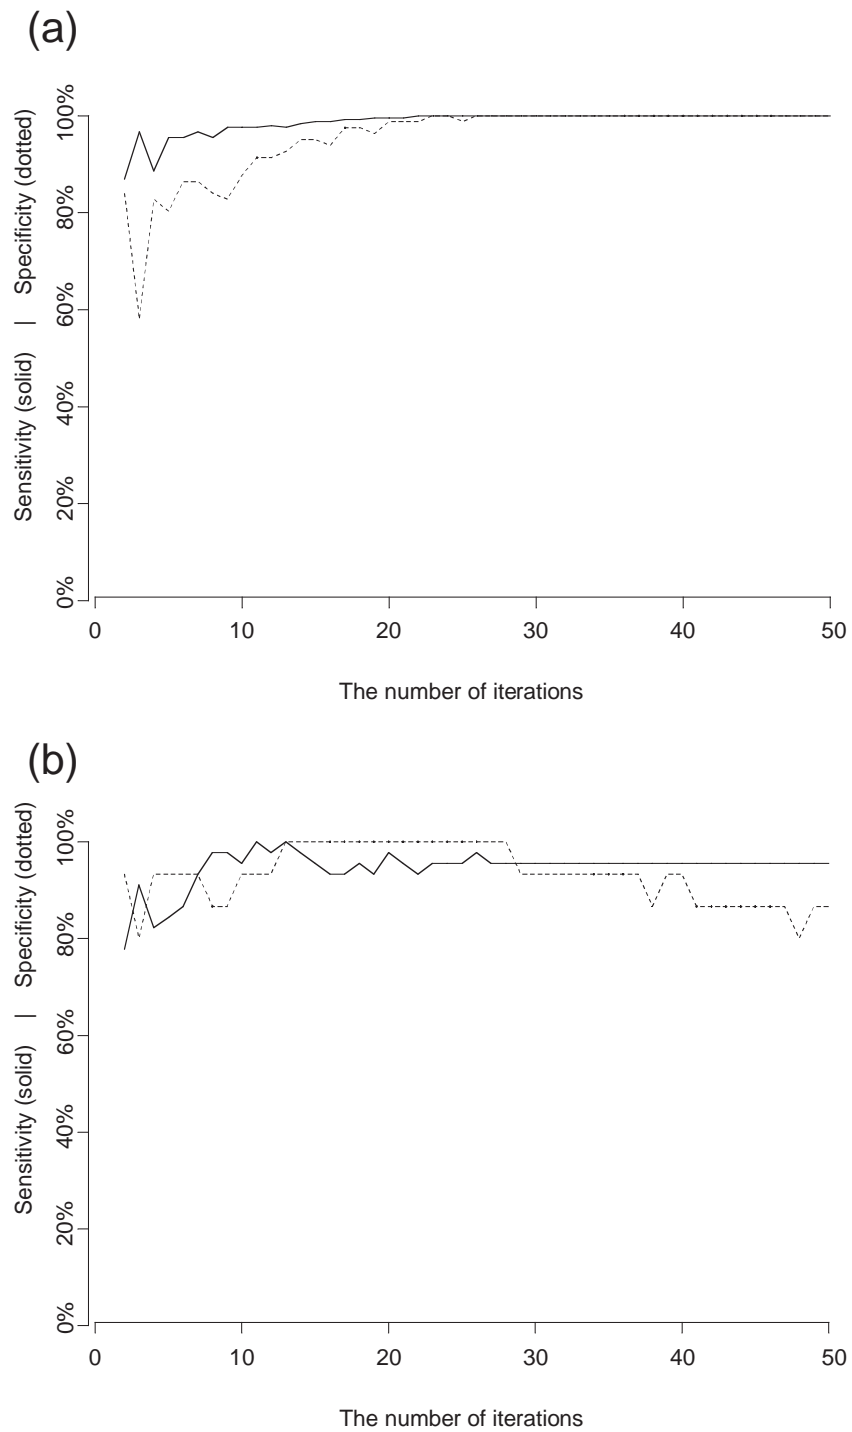 (a)
Sensitivity (solid) | Specificity (dotted)
100%
80%
60%
40%
20%
0%
0 10 20 30 40 50
The number of iterations
(b)
Sensitivity (solid) | Specificity (dotted)
100%
80%
60%
40%
20%
0%
0 10 20 30 40 50
The number of iterations